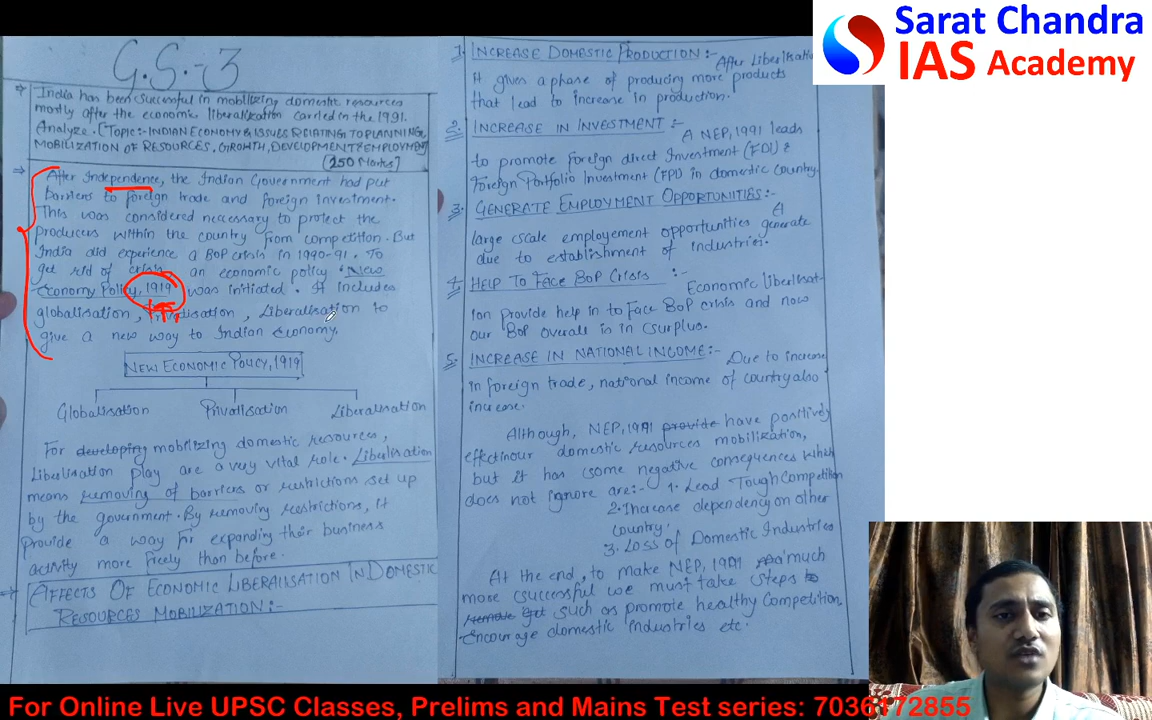 Sarat Chandra
IAS Academy
G.S.-3
India has been successful in mobilizing domestic resources
mostly after the economic liberalization carried in the 1991.
Analyze. [Topic:- INDIAN ECONOMY & ISSUES RELATING TO PLANNING,
MOBILIZATION OF RESOURCES, GROWTH, DEVELOPMENT & EMPLOYMENT
(250 Marks]
After Independence, the Indian Government had put
barriers to foreign trade and foreign investment.
This was considered necessary to protect the
producers within the country from competition. But
India did experience a BoP crisis in 1990-91. To
get rid of crisis, an economic policy New
Economy Policy, 1919 was initiated. It includes
globalisation, Privatisation, Liberalisation to
give a new way to Indian Economy.
NEW ECONOMIC POLICY, 1919
Globalisation Privatisation Liberalisation
For developing mobilizing domestic resources,
Liberlisation play are a very vital role. Liberlisation
means removing of barriers or restrictions set up
by the government. By removing restrictions, it
provide a way for expanding their business
activity more freely than before.
AFFECTS OF ECONOMIC LIBERALISATION IN DOMESTIC
RESOURCES MOBILIZATION:-
1. INCREASE DOMESTIC PRODUCTION:- After Liberlisation
it gives a phase of producing more products
that lead to increase in production.
2. INCREASE IN INVESTMENT:- A NEP, 1991 leads
to promote foreign direct Investment (FDI) &
Foreign Portfolio Investment (FPI) in domestic country.
3. GENERATE EMPLOYMENT OPPORTUNITIES:- A
large scale employement opportunities generate
due to establishment of industries.
4. HELP TO FACE BOP CRISIS :- Economic Liberlisat-
ion provide help in to Face BoP crisis and now
our BoP overall is in surplus.
5. INCREASE IN NATIONAL INCOME:- Due to increase
in foreign trade, national income of country also
increase.
Although, NEP, 1991 provide have positively
effect in our domestic resources mobilization,
but it has some negative consequences which
does not ignore are:- 1. Lead Tough Competition
2. Increase dependency on other
country.
3. Loss of Domestic Industries
At the end, to make NEP, 1991 a much
more successful we must take steps to
such as promote healthy Competition
Encourage domestic industries etc.
For Online Live UPSC Classes, Prelims and Mains Test series: 7036172855